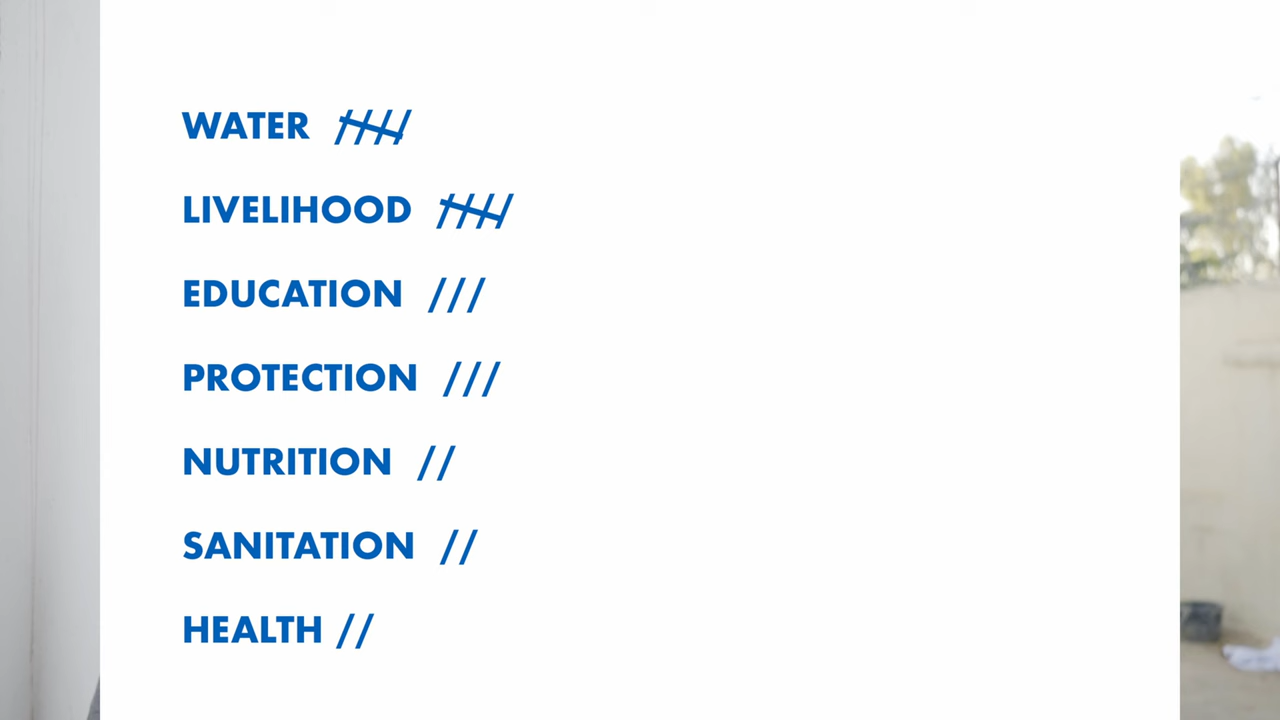 WATER ////
LIVELIHOOD ////
EDUCATION ///
PROTECTION ///
NUTRITION //
SANITATION //
HEALTH //